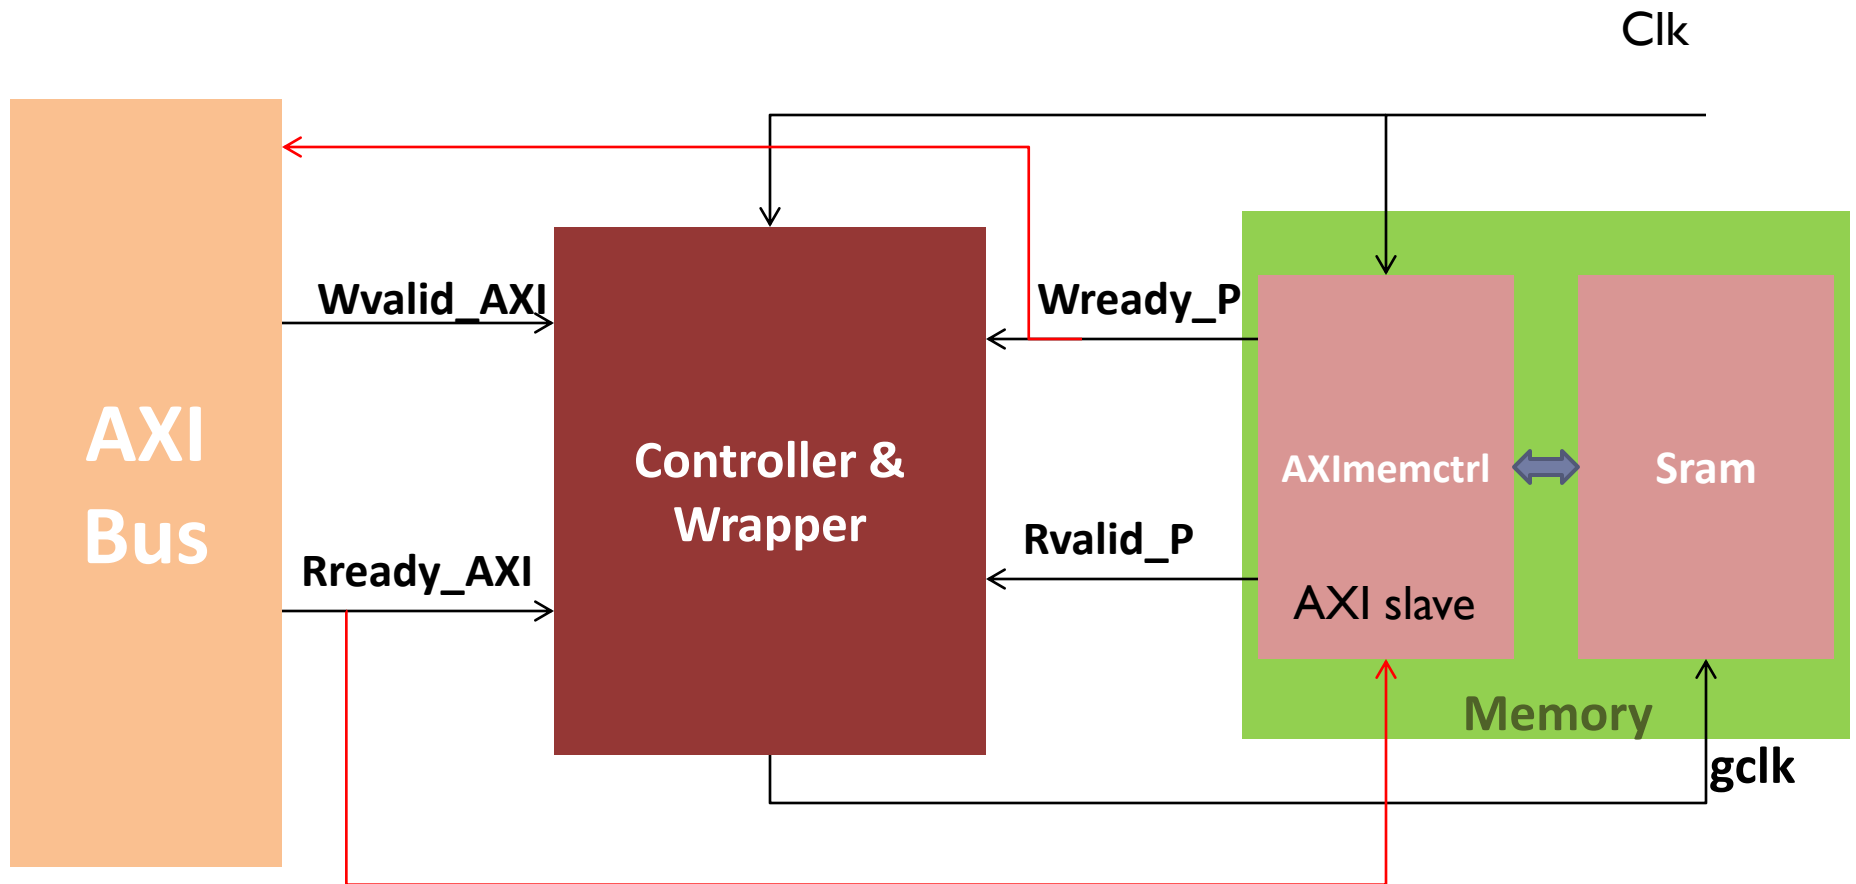 Clk
Wvalid_AXI
Wready_P
AXI
Bus
Controller &
Wrapper
AXImemctrl
Sram
Rready_AXI
Rvalid_P
AXI slave
Memory
gclk